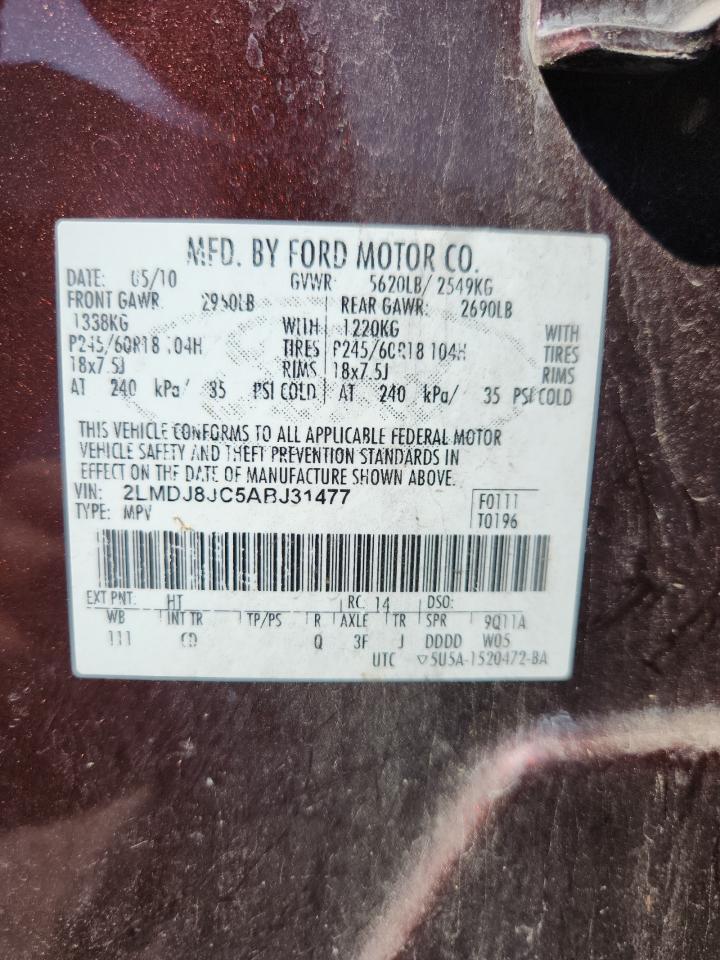 MFD. BY FORD MOTOR CO.
DATE: 05/10 GVWR: 5620LB/ 2549KG
FRONT GAWR: 2950LB REAR GAWR: 2690LB
1338KG WITH 1220KG WITH
P245/60R18 104H TIRES P245/60R18 104H TIRES
18x7.5J RIMS 18x7.5J RIMS
AT 240 kPa/ 35 PSI COLD AT 240 kPa/ 35 PSI COLD
THIS VEHICLE CONFORMS TO ALL APPLICABLE FEDERAL MOTOR
VEHICLE SAFETY AND THEFT PREVENTION STANDARDS IN
EFFECT ON THE DATE OF MANUFACTURE SHOWN ABOVE.
VIN: 2LMDJ8JC5ABJ31477 F0111
TYPE: MPV T0196
EXT PNT: HT RC: 14 DSO:
WB INT TR TP/PS R AXLE TR SPR 9Q11A
111 CD Q 3F J DDDD W05
UTC ▽5U5A-1520472-BA